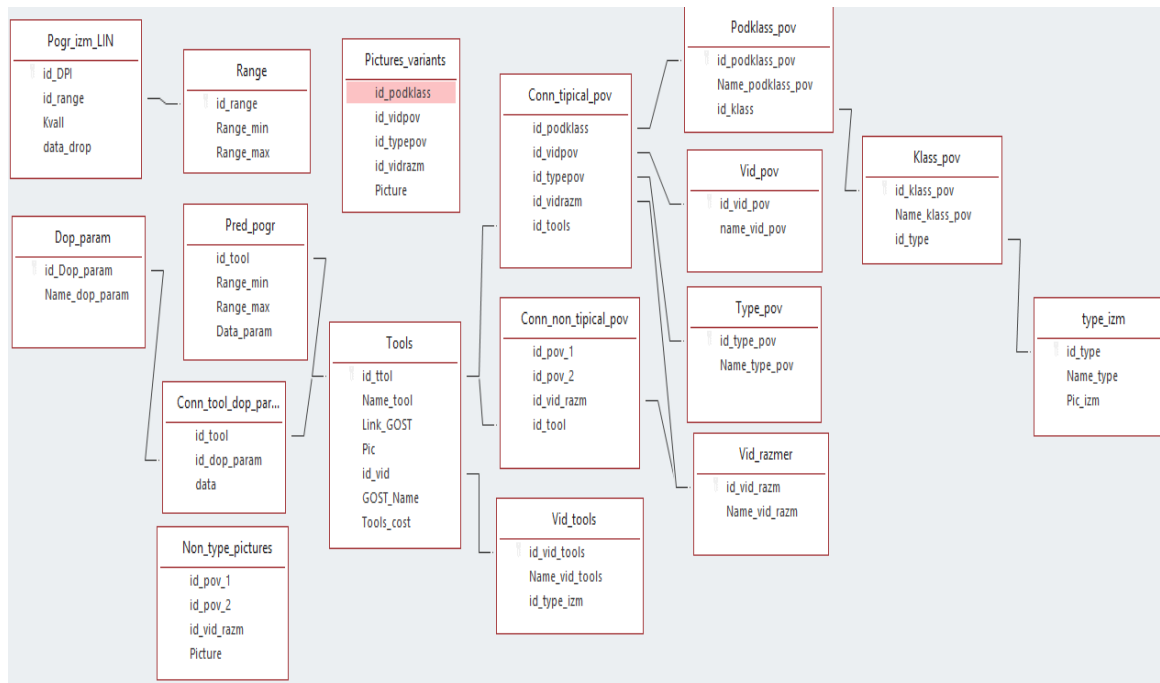 Pogr_izm_LIN
id_DPI
id_range
Kvall
data_drop
Range
id_range
Range_min
Range_max
Pictures_variants
id_podklass
id_vidpov
id_typepov
id_vidrazm
Picture
Conn_tipical_pov
id_podklass
id_vidpov
id_typepov
id_vidrazm
id_tools
Podklass_pov
id_podklass_pov
Name_podklass_pov
id_klass
Klass_pov
id_klass_pov
Name_klass_pov
id_type
Vid_pov
id_vid_pov
name_vid_pov
Dop_param
id_Dop_param
Name_dop_param
Pred_pogr
id_tool
Range_min
Range_max
Data_param
Tools
id_ttol
Name_tool
Link_GOST
Pic
id_vid
GOST_Name
Tools_cost
Conn_non_tipical_pov
id_pov_1
id_pov_2
id_vid_razm
id_tool
Type_pov
id_type_pov
Name_type_pov
type_izm
id_type
Name_type
Pic_izm
Conn_tool_dop_par...
id_tool
id_dop_param
data
Vid_razmer
id_vid_razm
Name_vid_razm
Non_type_pictures
id_pov_1
id_pov_2
id_vid_razm
Picture
Vid_tools
id_vid_tools
Name_vid_tools
id_type_izm